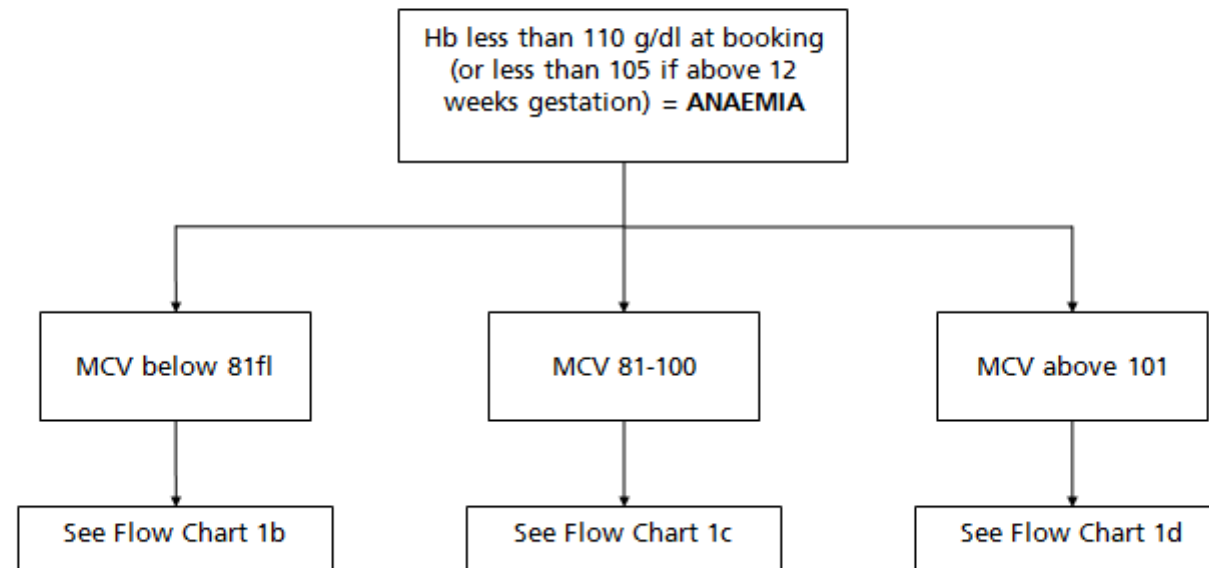 Hb less than 110 g/dl at booking
(or less than 105 if above 12
weeks gestation) = ANAEMIA
MCV below 81fl
MCV 81-100
MCV above 101
See Flow Chart 1b
See Flow Chart 1c
See Flow Chart 1d